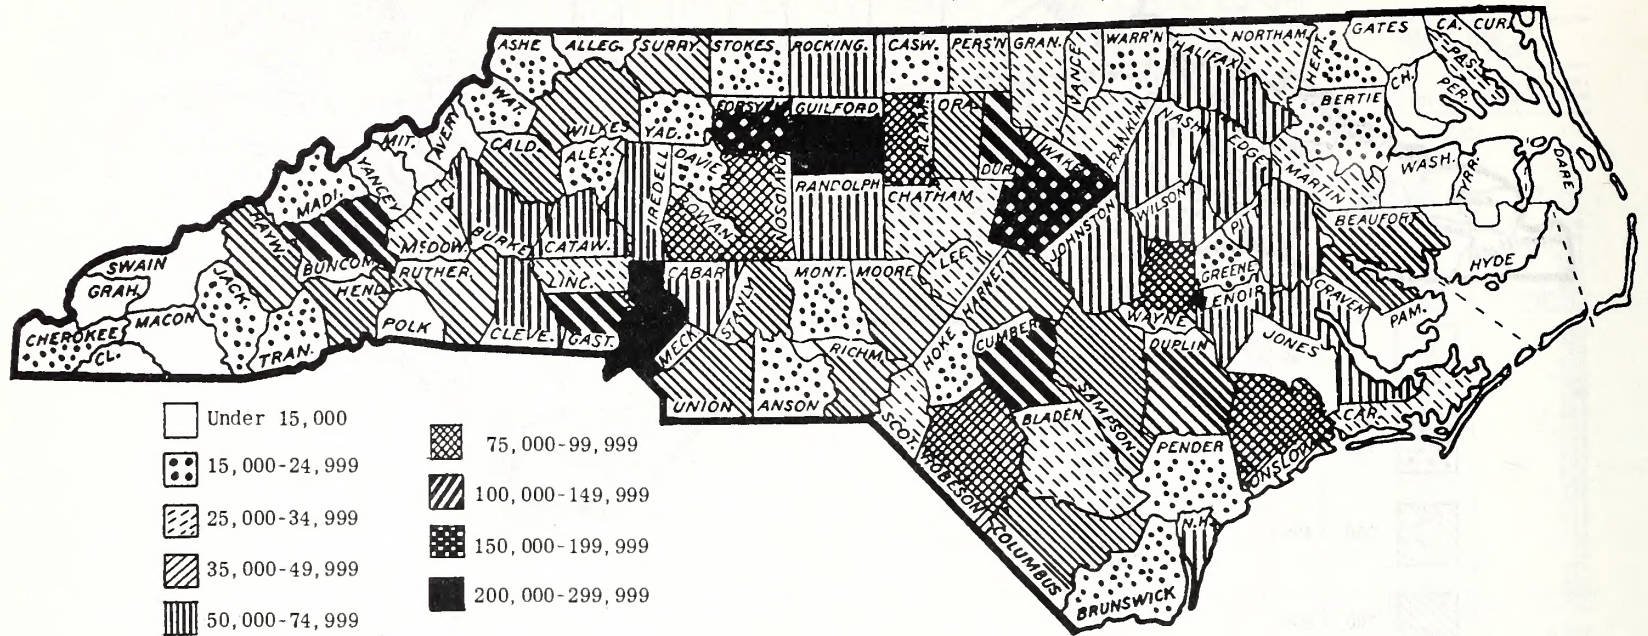 ASHE ALLEG. SURRY STOKES. ROCKING. CASW. PERS'N GRAN. VANCE WARR'N HALIFAX NORTHAM. HERT. GATES CA. CUR.
WAT. AVERY MIT. WILKES YAD. FORSYTH GUILFORD ORA. FRANKLIN NASH BERTIE CH. PER. PAS.
YANCEY CALD. ALEX. IREDELL DAVIE DAVIDSON DUR. WAKE EDGE. MARTIN WASH. TYRR. DARE
MADI. BURKE ROWAN RANDOLPH CHATHAM. WILSON PITT BEAUFORT
HAYW. BUNCOM. McDOW. CATAW. JOHNSTON HYDE
SWAIN GRAH. JACK. HEND. RUTHER. LINC. CABAR. STANLY MONT. MOORE LEE HARNET GREENE LENOIR CRAVEN PAM.
CHEROKEE MACON CL. TRAN. POLK CLEVE. GAST. MECK. RICHM. HOKE CUMBER. WAYNE DUPLIN JONES
UNION ANSON SCOT. BLADEN SAMPSON CAR.
ROBESON PENDER ONSLOW
COLUMBUS BRUNSWICK N.H.
Under 15,000
15,000-24,999
25,000-34,999
35,000-49,999
50,000-74,999
75,000-99,999
100,000-149,999
150,000-199,999
200,000-299,999